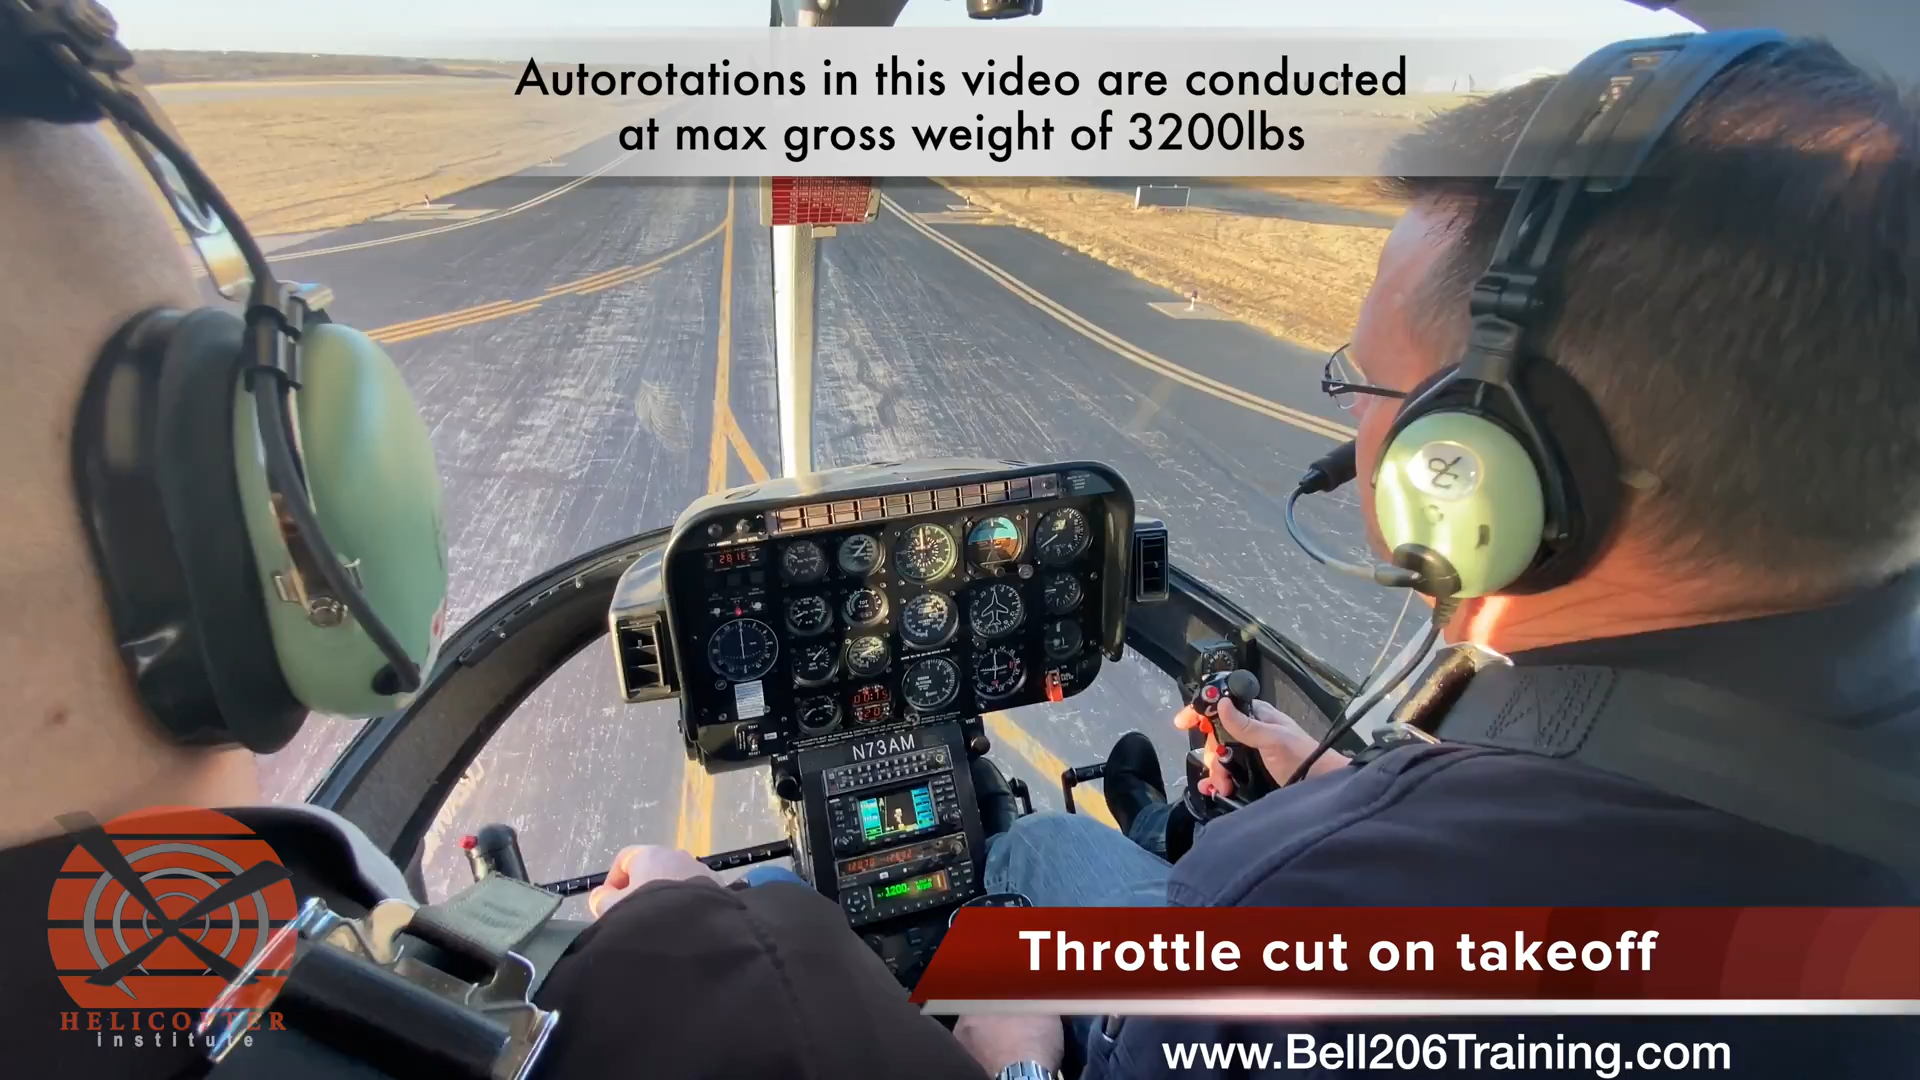 Autorotations in this video are conducted
at max gross weight of 3200lbs
N73AM
1200
Throttle cut on takeoff
HELICOPTER
institute
www.Bell206Training.com